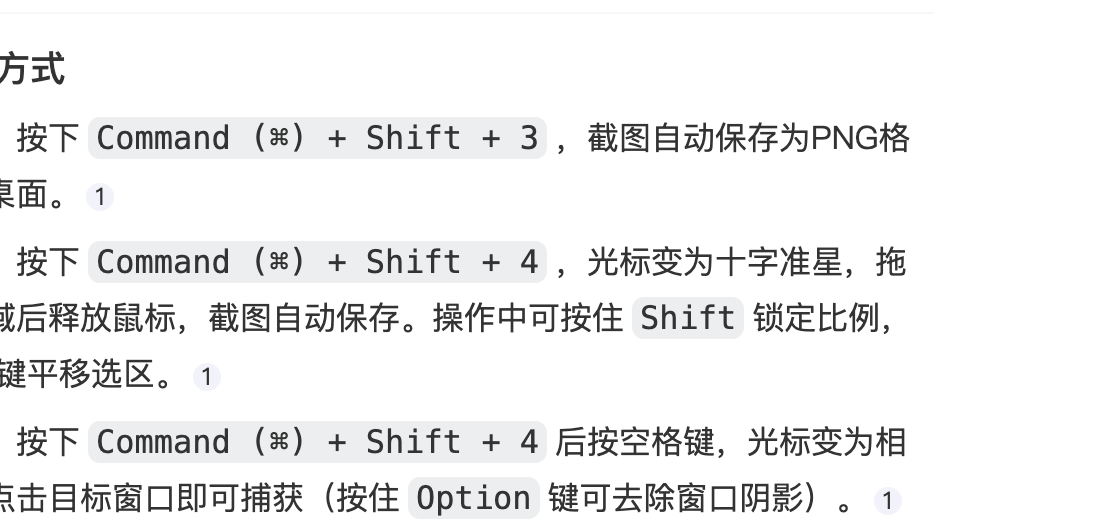 方式
按下 Command (⌘) + Shift + 3 ，截图自动保存为PNG格
桌面。 1
按下 Command (⌘) + Shift + 4 ，光标变为十字准星，拖
域后释放鼠标，截图自动保存。操作中可按住 Shift 锁定比例，
键平移选区。 1
按下 Command (⌘) + Shift + 4 后按空格键，光标变为相
点击目标窗口即可捕获（按住 Option 键可去除窗口阴影）。 1